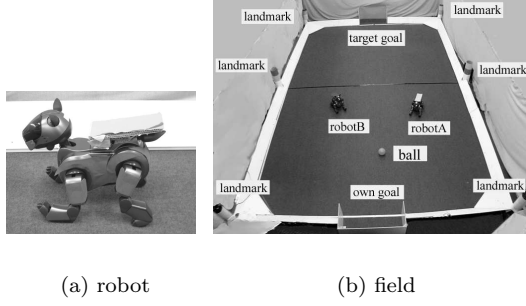 landmark
landmark
target goal
landmark
landmark
robotB
robotA
ball
landmark
own goal
landmark
(a) robot
(b) field